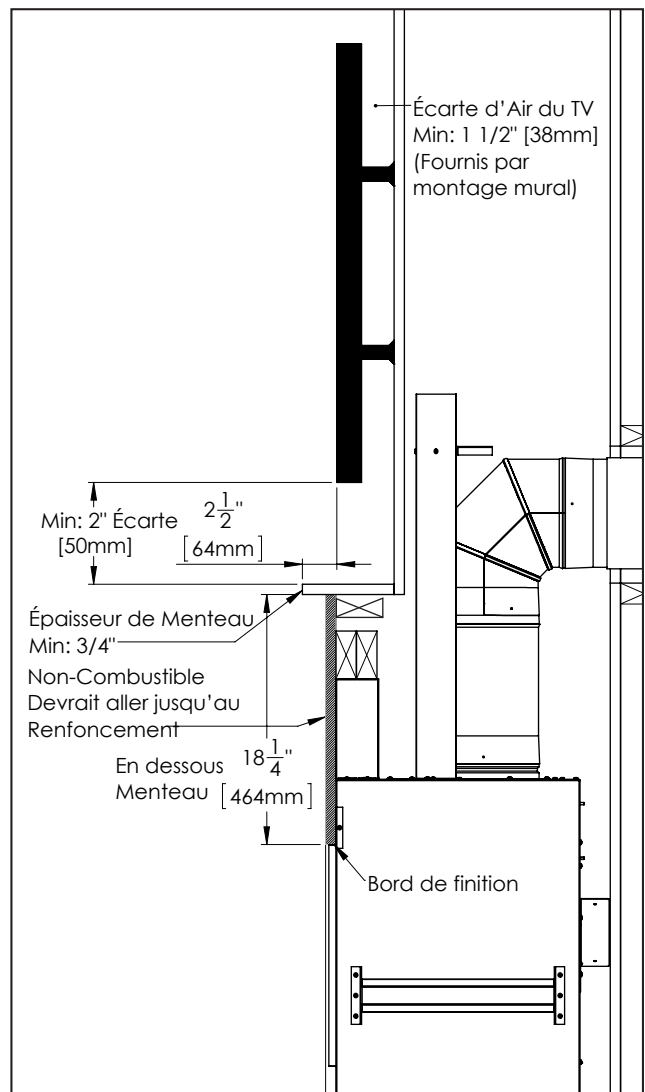 Écarte d'Air du TV
Min: 1 1/2" [38mm]
(Fournis par
montage mural)
Min: 2" Écarte
[50mm]
2 1/2"
[64mm]
Épaisseur de Menteau
Min: 3/4"
Non-Combustible
Devrait aller jusqu'au
Renfoncement
En dessous
Menteau
18 1/4"
[464mm]
Bord de finition